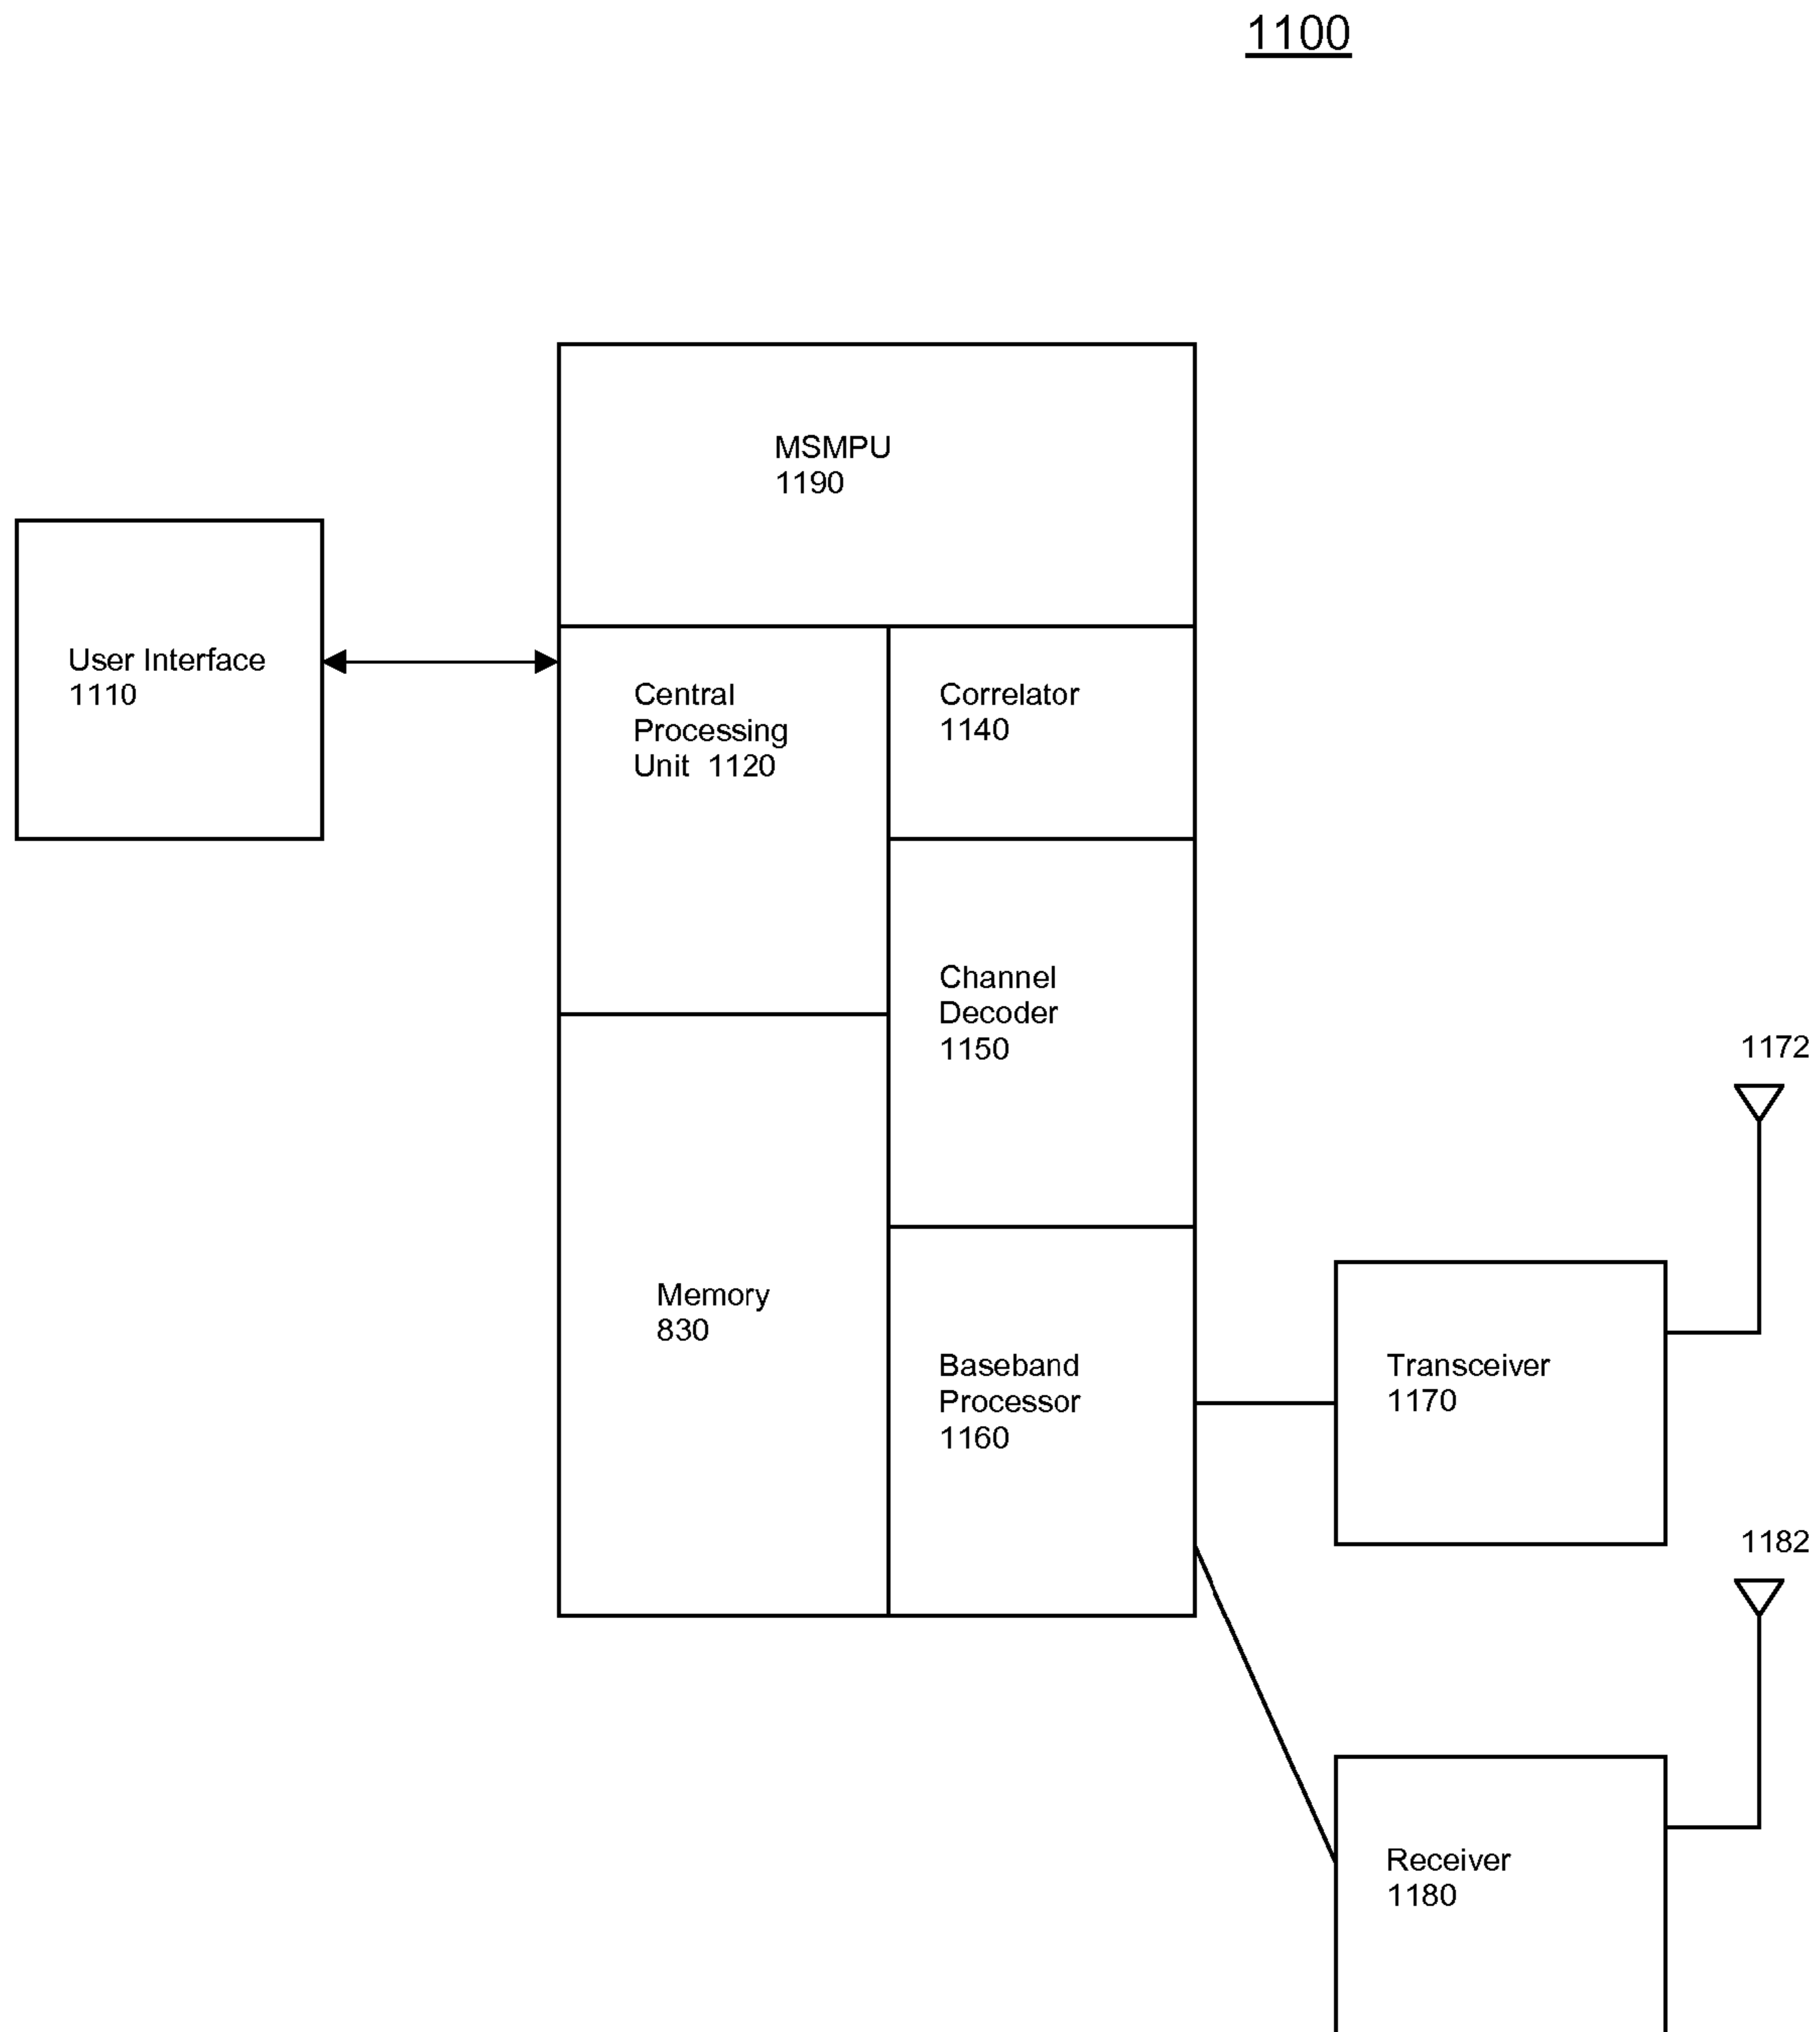 1100
MSMPU
1190
User Interface
1110
Central
Processing
Unit 1120
Correlator
1140
Channel
Decoder
1150
1172
Memory
830
Baseband
Processor
1160
Transceiver
1170
1182
Receiver
1180